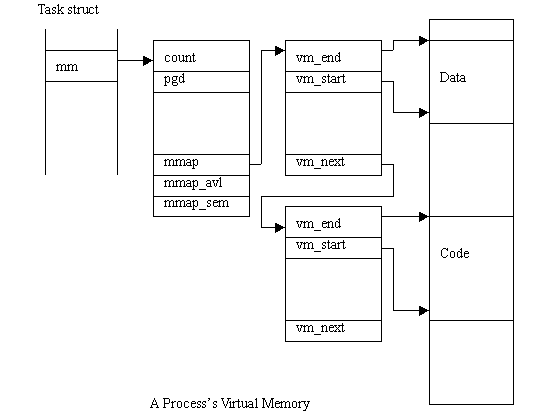 Task struct
mm
count
pgd
mmap
mmap_avl
mmap_sem
vm_end
vm_start
vm_next
vm_end
vm_start
vm_next
Data
Code
A Process's Virtual Memory